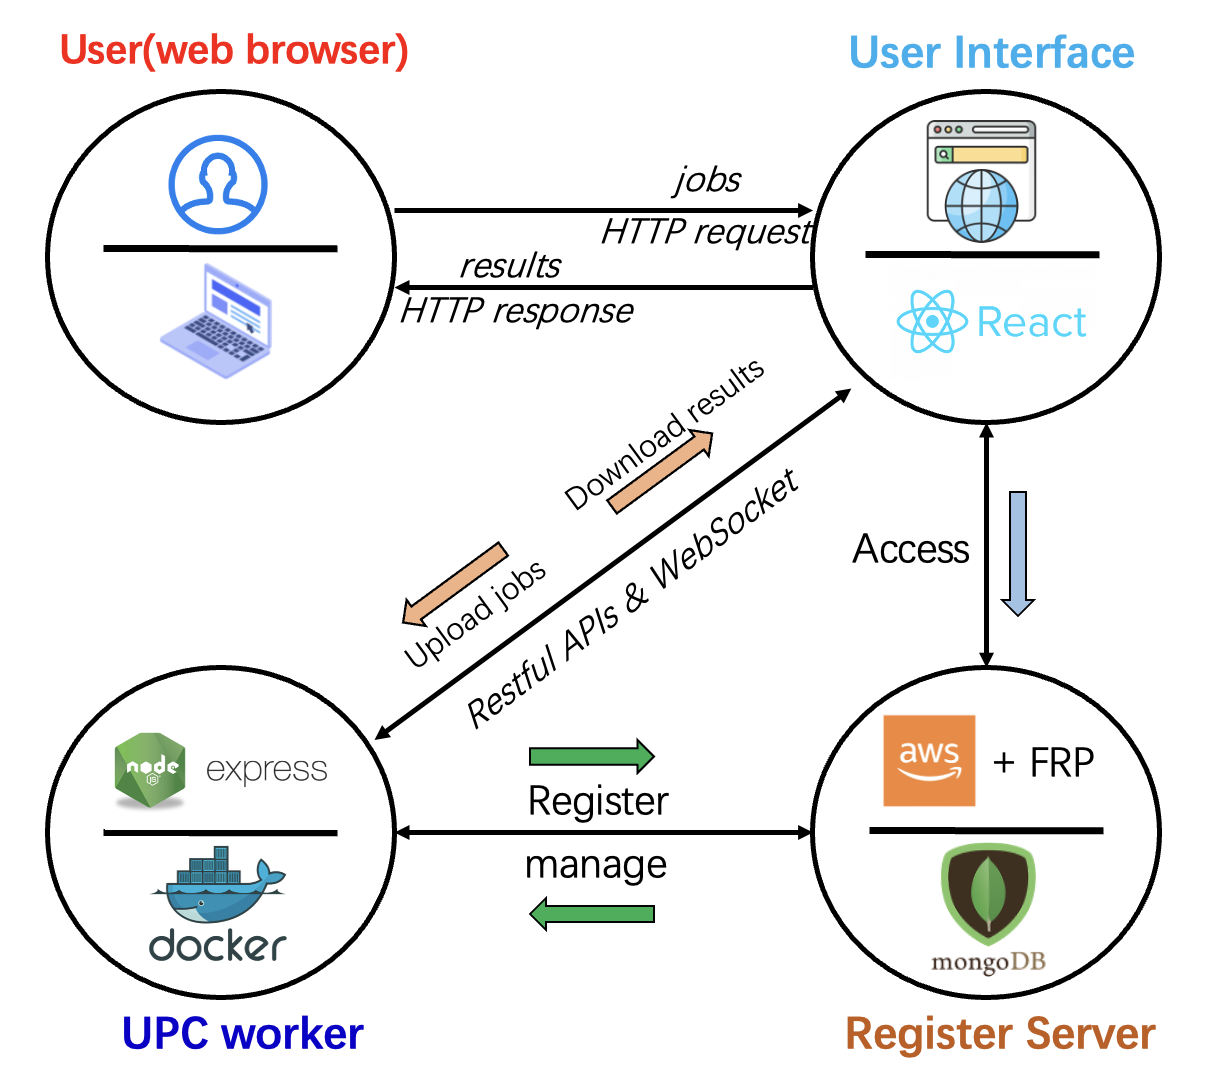 User(web browser)
User Interface
jobs
HTTP request
results
HTTP response
React
Download results
Upload jobs
Restful APIs & WebSocket
Access
node
JS
express
docker
Register
manage
aws
+ FRP
mongoDB
UPC worker
Register Server